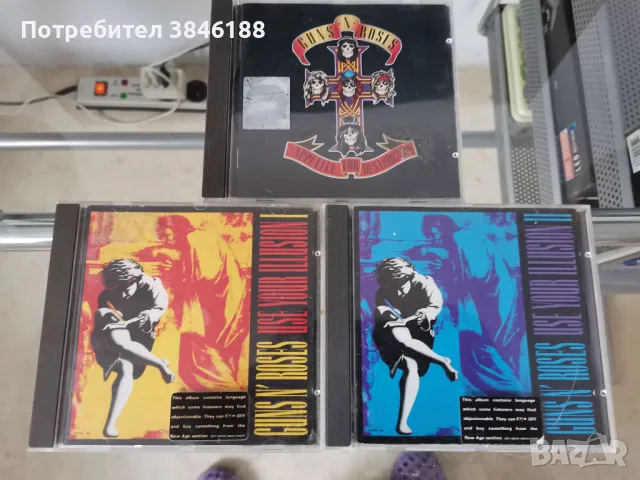 Потребител 3846188
GUNS N' ROSES
APPETITE FOR DESTRUCTION
GUNS N' ROSES USE YOUR ILLUSION I
This album contains language
which some listeners may find
objectionable. They can F?!* OFF
and buy something from the
New Age section
GUNS N' ROSES USE YOUR ILLUSION II
This album contains language
which some listeners may find
objectionable. They can F?!* OFF
and buy something from the
New Age section
bazar